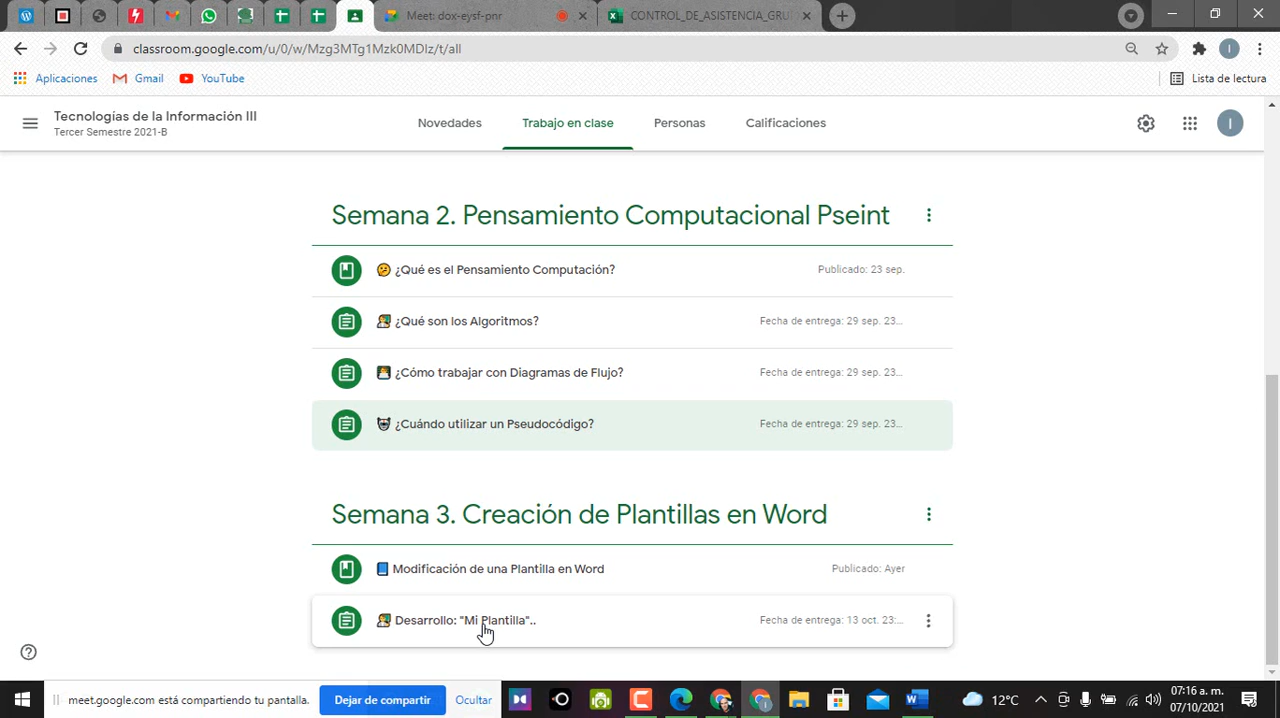 Meet: dox-eysf-pnr
CONTROL_DE_ASISTENCIA_GRU
classroom.google.com/u/0/w/Mzg3MTg1Mzk0MDIz/t/all
I
Aplicaciones
Gmail
YouTube
Lista de lectura
Tecnologías de la Información III
Tercer Semestre 2021-B
Novedades
Trabajo en clase
Personas
Calificaciones
I
Semana 2. Pensamiento Computacional Pseint
¿Qué es el Pensamiento Computación?
Publicado: 23 sep.
¿Qué son los Algoritmos?
Fecha de entrega: 29 sep. 23...
¿Cómo trabajar con Diagramas de Flujo?
Fecha de entrega: 29 sep. 23...
¿Cuándo utilizar un Pseudocódigo?
Fecha de entrega: 29 sep. 23...
Semana 3. Creación de Plantillas en Word
Modificación de una Plantilla en Word
Publicado: Ayer
Desarrollo: "Mi Plantilla"..
Fecha de entrega: 13 oct. 23:...
meet.google.com está compartiendo tu pantalla.
Dejar de compartir
Ocultar
12°C
07:16 a. m.
07/10/2021